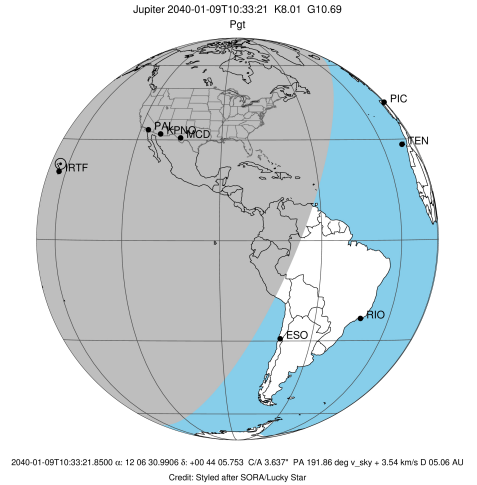 Jupiter 2040-01-09T10:33:21 K8.01 G10.69
Pgt
PIC
TEN
PAL
KPNO
MCD
IRTF
RIO
ESO
2040-01-09T10:33:21.8500 α: 12 06 30.9906 δ: +00 44 05.753 C/A 3.637" PA 191.86 deg v_sky + 3.54 km/s D 05.06 AU
Credit: Styled after SORA/Lucky Star